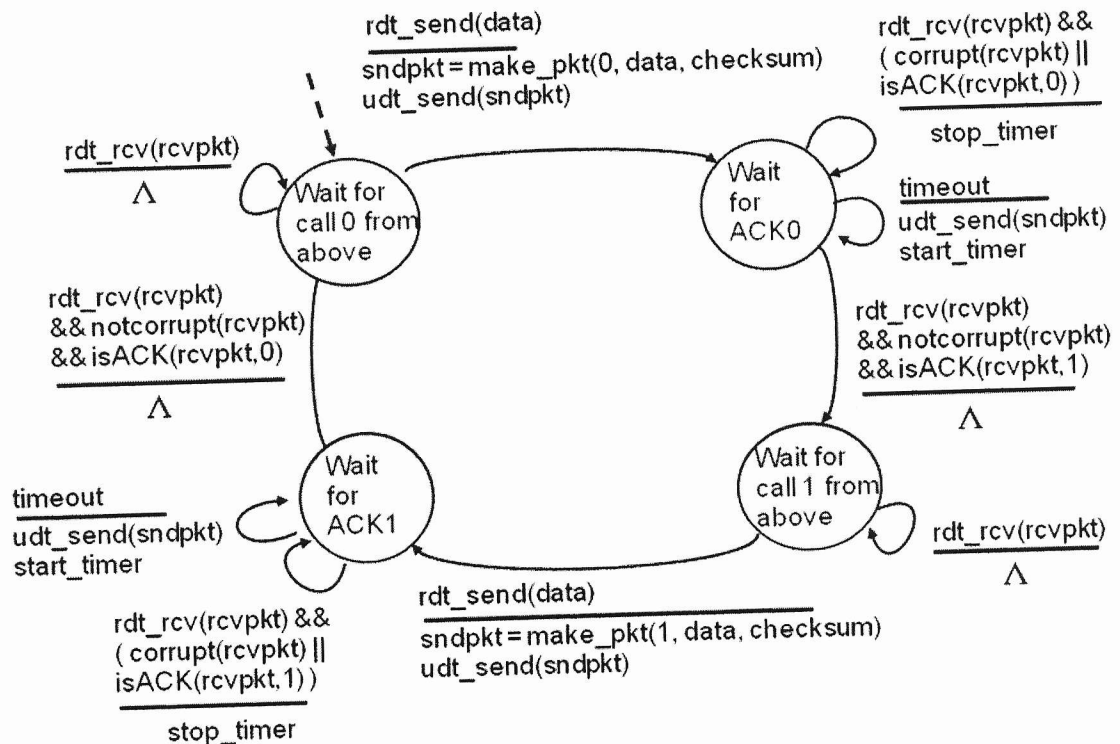 rdt_send(data)
sndpkt=make_pkt(0, data, checksum)
udt_send(sndpkt)
rdt_rcv(rcvpkt) &&
( corrupt(rcvpkt) ||
isACK(rcvpkt,0) )
stop_timer
rdt_rcv(rcvpkt)
Λ
Wait for
call 0 from
above
Wait
for
ACK0
timeout
udt_send(sndpkt)
start_timer
rdt_rcv(rcvpkt)
&& notcorrupt(rcvpkt)
&& isACK(rcvpkt,0)
Λ
rdt_rcv(rcvpkt)
&& notcorrupt(rcvpkt)
&& isACK(rcvpkt,1)
Λ
Wait
for
ACK1
Wait for
call 1 from
above
timeout
udt_send(sndpkt)
start_timer
rdt_rcv(rcvpkt)
Λ
rdt_send(data)
sndpkt=make_pkt(1, data, checksum)
udt_send(sndpkt)
rdt_rcv(rcvpkt) &&
( corrupt(rcvpkt) ||
isACK(rcvpkt,1) )
stop_timer